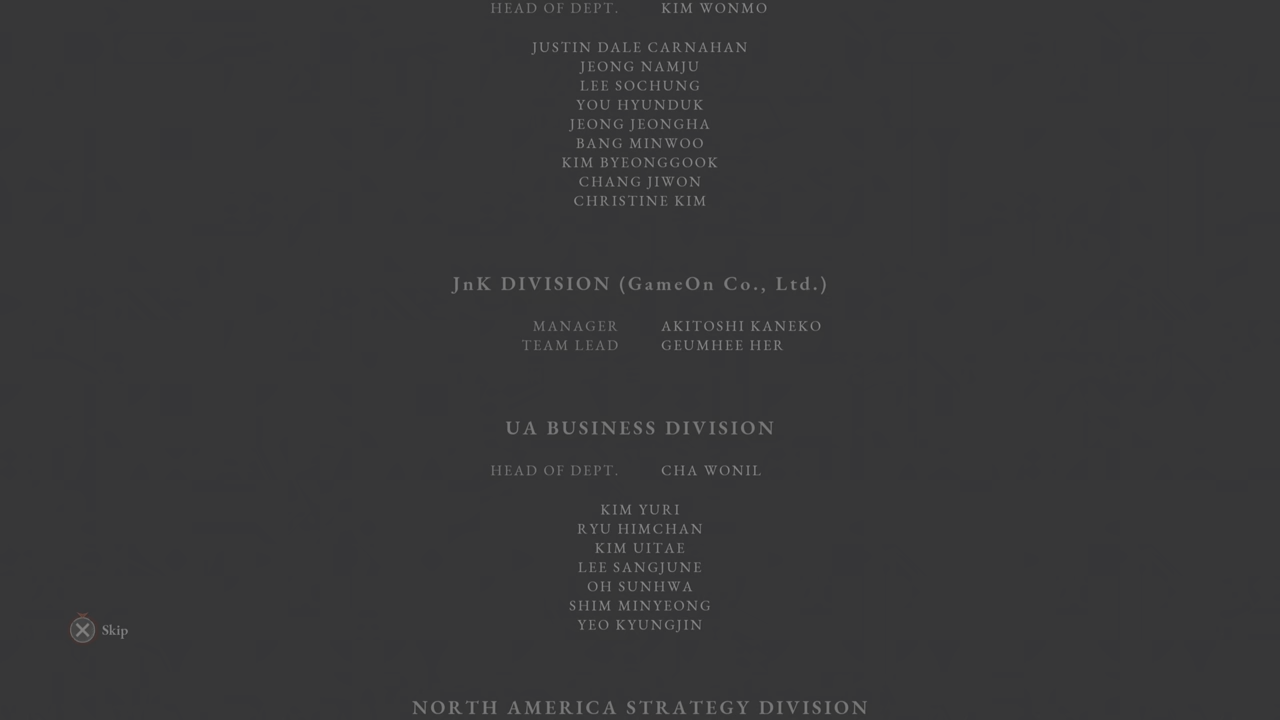 HEAD OF DEPT. KIM WONMO
JUSTIN DALE CARNAHAN
JEONG NAMJU
LEE SOCHUNG
YOU HYUNDUK
JEONG JEONGHA
BANG MINWOO
KIM BYEONGGOOK
CHANG JIWON
CHRISTINE KIM
JnK DIVISION (GameOn Co., Ltd.)
MANAGER AKITOSHI KANEKO
TEAM LEAD GEUMHEE HER
UA BUSINESS DIVISION
HEAD OF DEPT. CHA WONIL
KIM YURI
RYU HIMCHAN
KIM UITAE
LEE SANGJUNE
OH SUNHWA
SHIM MINYEONG
YEO KYUNGJIN
Skip
NORTH AMERICA STRATEGY DIVISION